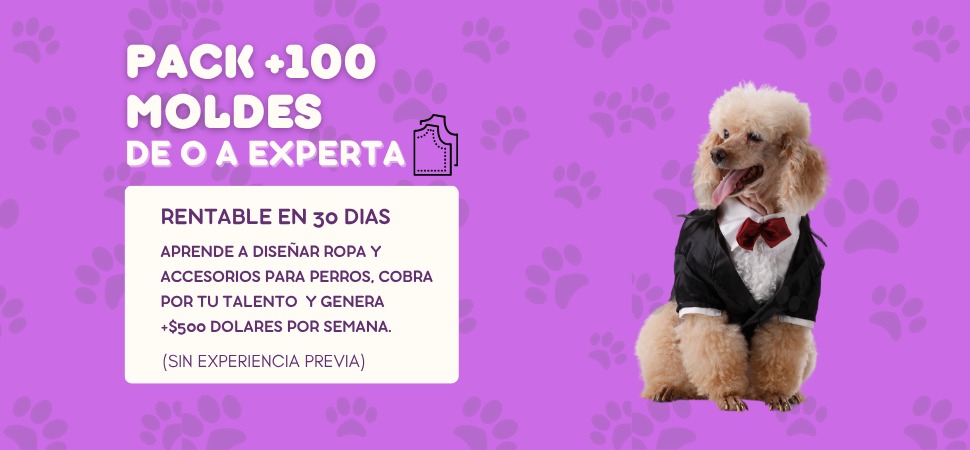 PACK +100
MOLDES
DE 0 A EXPERTA
RENTABLE EN 30 DIAS
APRENDE A DISEÑAR ROPA Y
ACCESORIOS PARA PERROS, COBRA
POR TU TALENTO Y GENERA
+$500 DOLARES POR SEMANA.
(SIN EXPERIENCIA PREVIA)